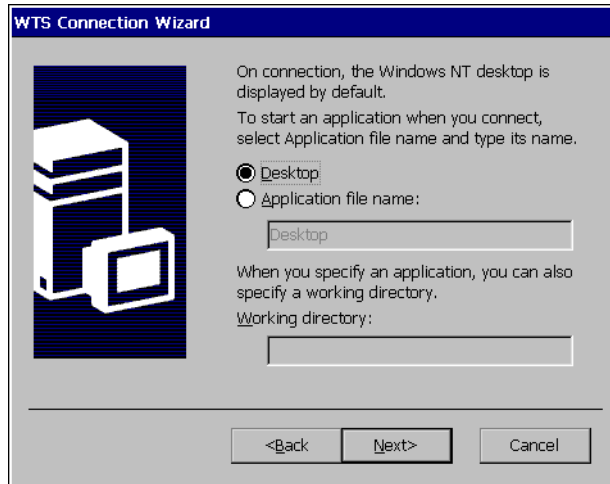 WTS Connection Wizard
On connection, the Windows NT desktop is
displayed by default.
To start an application when you connect,
select Application file name and type its name.
Desktop
Application file name:
Desktop
When you specify an application, you can also
specify a working directory.
Working directory:
<Back Next> Cancel